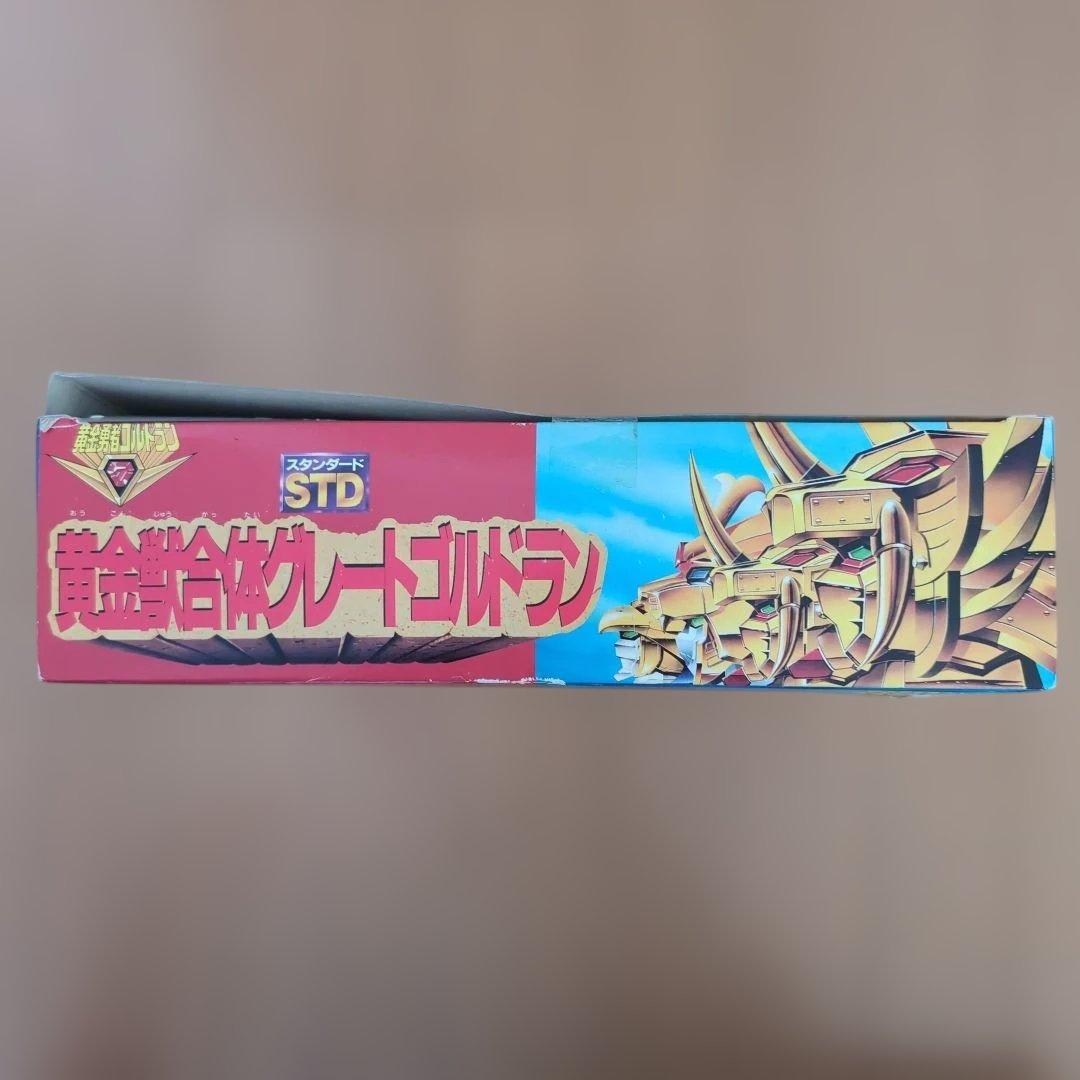 黄金勇者ゴルドラン
スタンダード
STD
おう こん じゅう がっ たい
黄金獣合体グレートゴルドラン